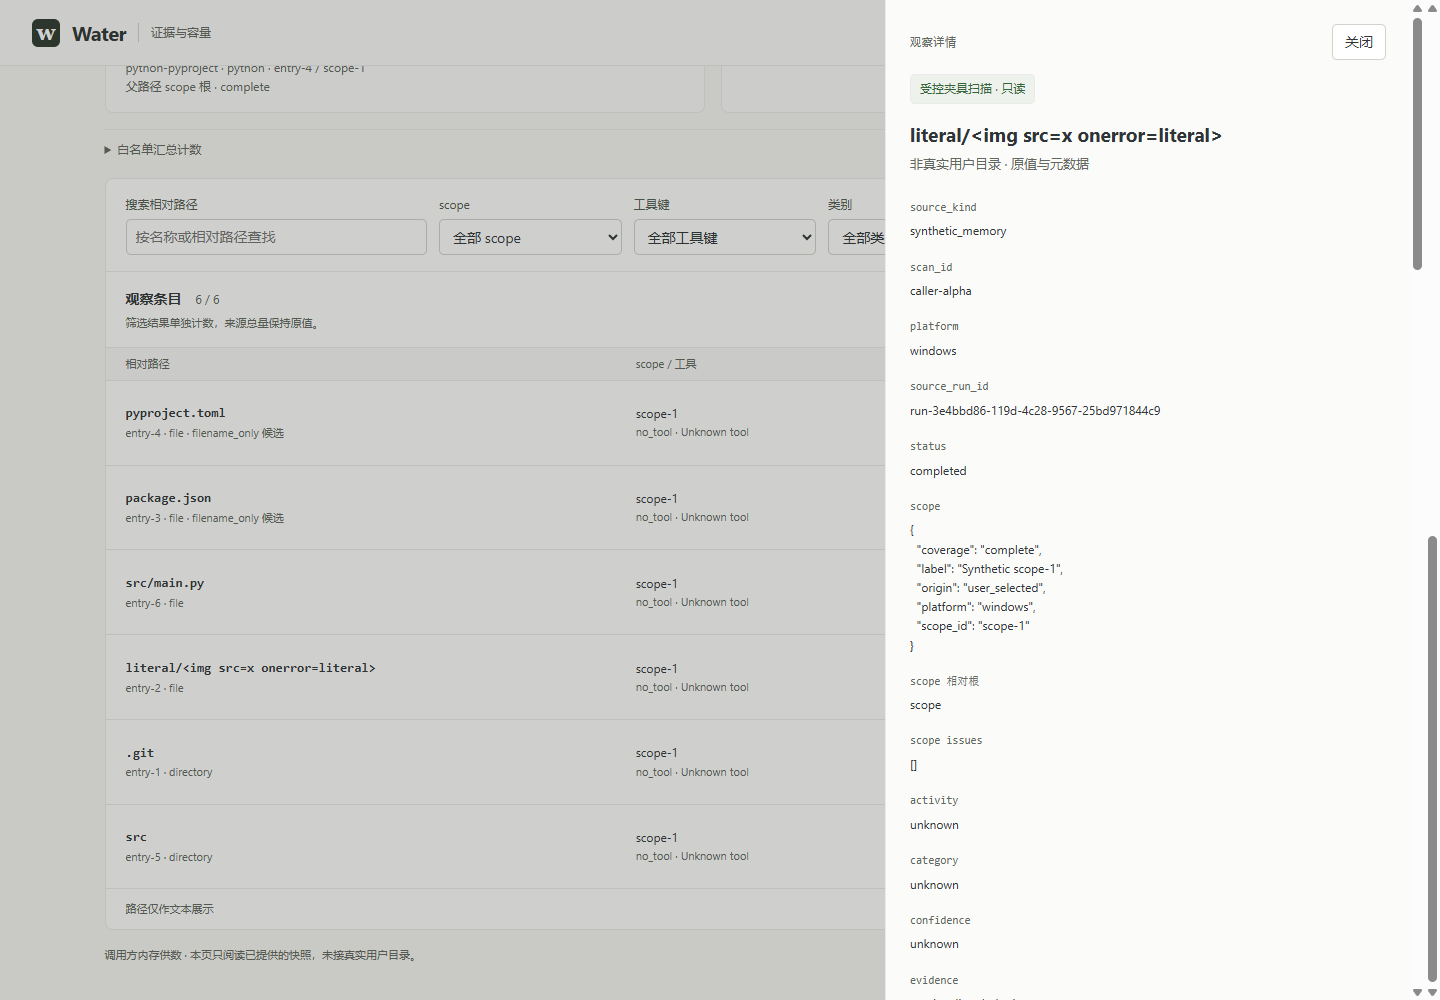 W Water 证据与容量
python-pyproject · python · entry-4 / scope-1
父路径 scope 根 · complete
▶ 白名单汇总计数
搜索相对路径 scope 工具键 类别
按名称或相对路径查找 全部 scope 全部工具键 全部类
观察条目 6 / 6
筛选结果单独计数，来源总量保持原值。
相对路径 scope / 工具
pyproject.toml scope-1
entry-4 · file · filename_only 候选 no_tool · Unknown tool
package.json scope-1
entry-3 · file · filename_only 候选 no_tool · Unknown tool
src/main.py scope-1
entry-6 · file no_tool · Unknown tool
literal/<img src=x onerror=literal> scope-1
entry-2 · file no_tool · Unknown tool
.git scope-1
entry-1 · directory no_tool · Unknown tool
src scope-1
entry-5 · directory no_tool · Unknown tool
路径仅作文本展示
调用方内存供数 · 本页只阅读已提供的快照，未接真实用户目录。
观察详情 关闭
受控夹具扫描 · 只读
literal/<img src=x onerror=literal>
非真实用户目录 · 原值与元数据
source_kind
synthetic_memory
scan_id
caller-alpha
platform
windows
source_run_id
run-3e4bbd86-119d-4c28-9567-25bd971844c9
status
completed
scope
{
"coverage": "complete",
"label": "Synthetic scope-1",
"origin": "user_selected",
"platform": "windows",
"scope_id": "scope-1"
}
scope 相对根
scope
scope issues
[]
activity
unknown
category
unknown
confidence
unknown
evidence